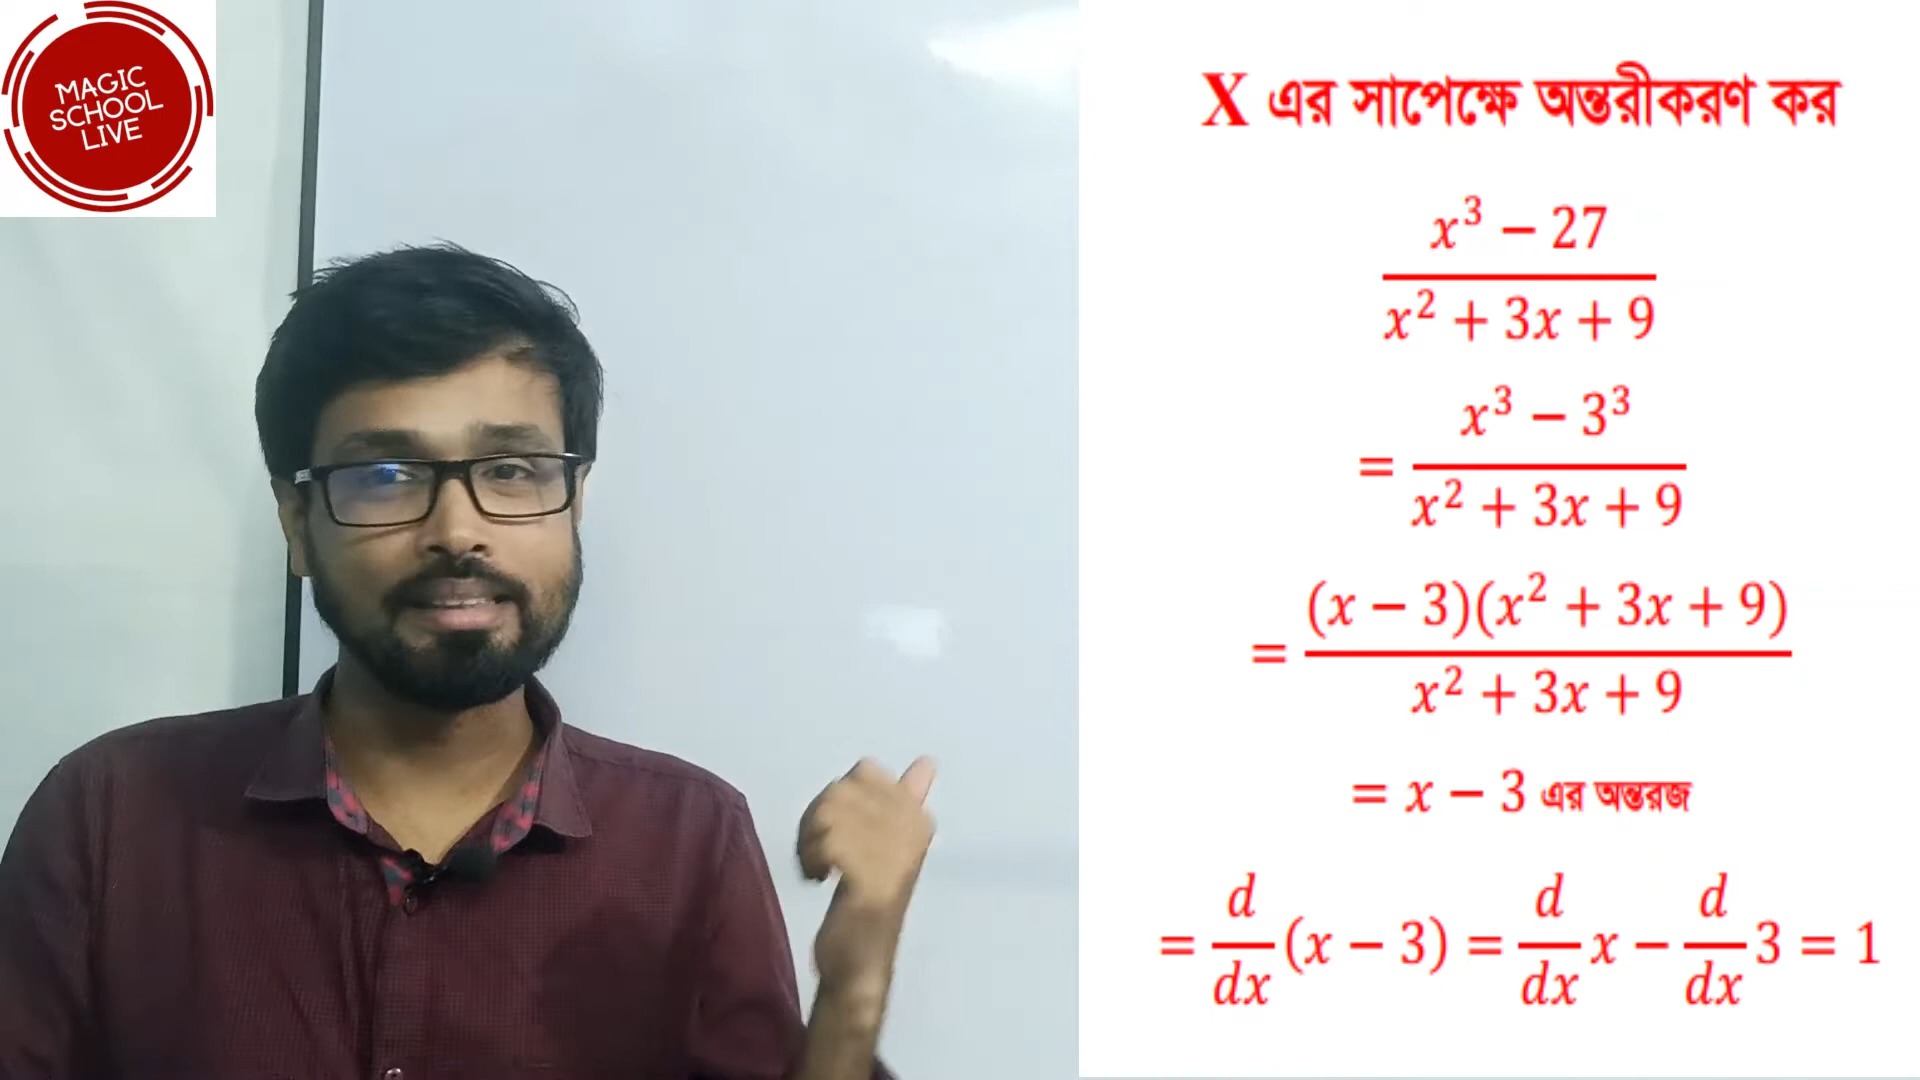 MAGIC
SCHOOL
LIVE
X এর সাপেক্ষে অন্তরীকরণ কর
x³ − 27
x² + 3x + 9
= x³ − 3³
x² + 3x + 9
= (x − 3)(x² + 3x + 9)
x² + 3x + 9
= x − 3 এর অন্তরজ
= d/dx (x − 3) = d/dx x − d/dx 3 = 1